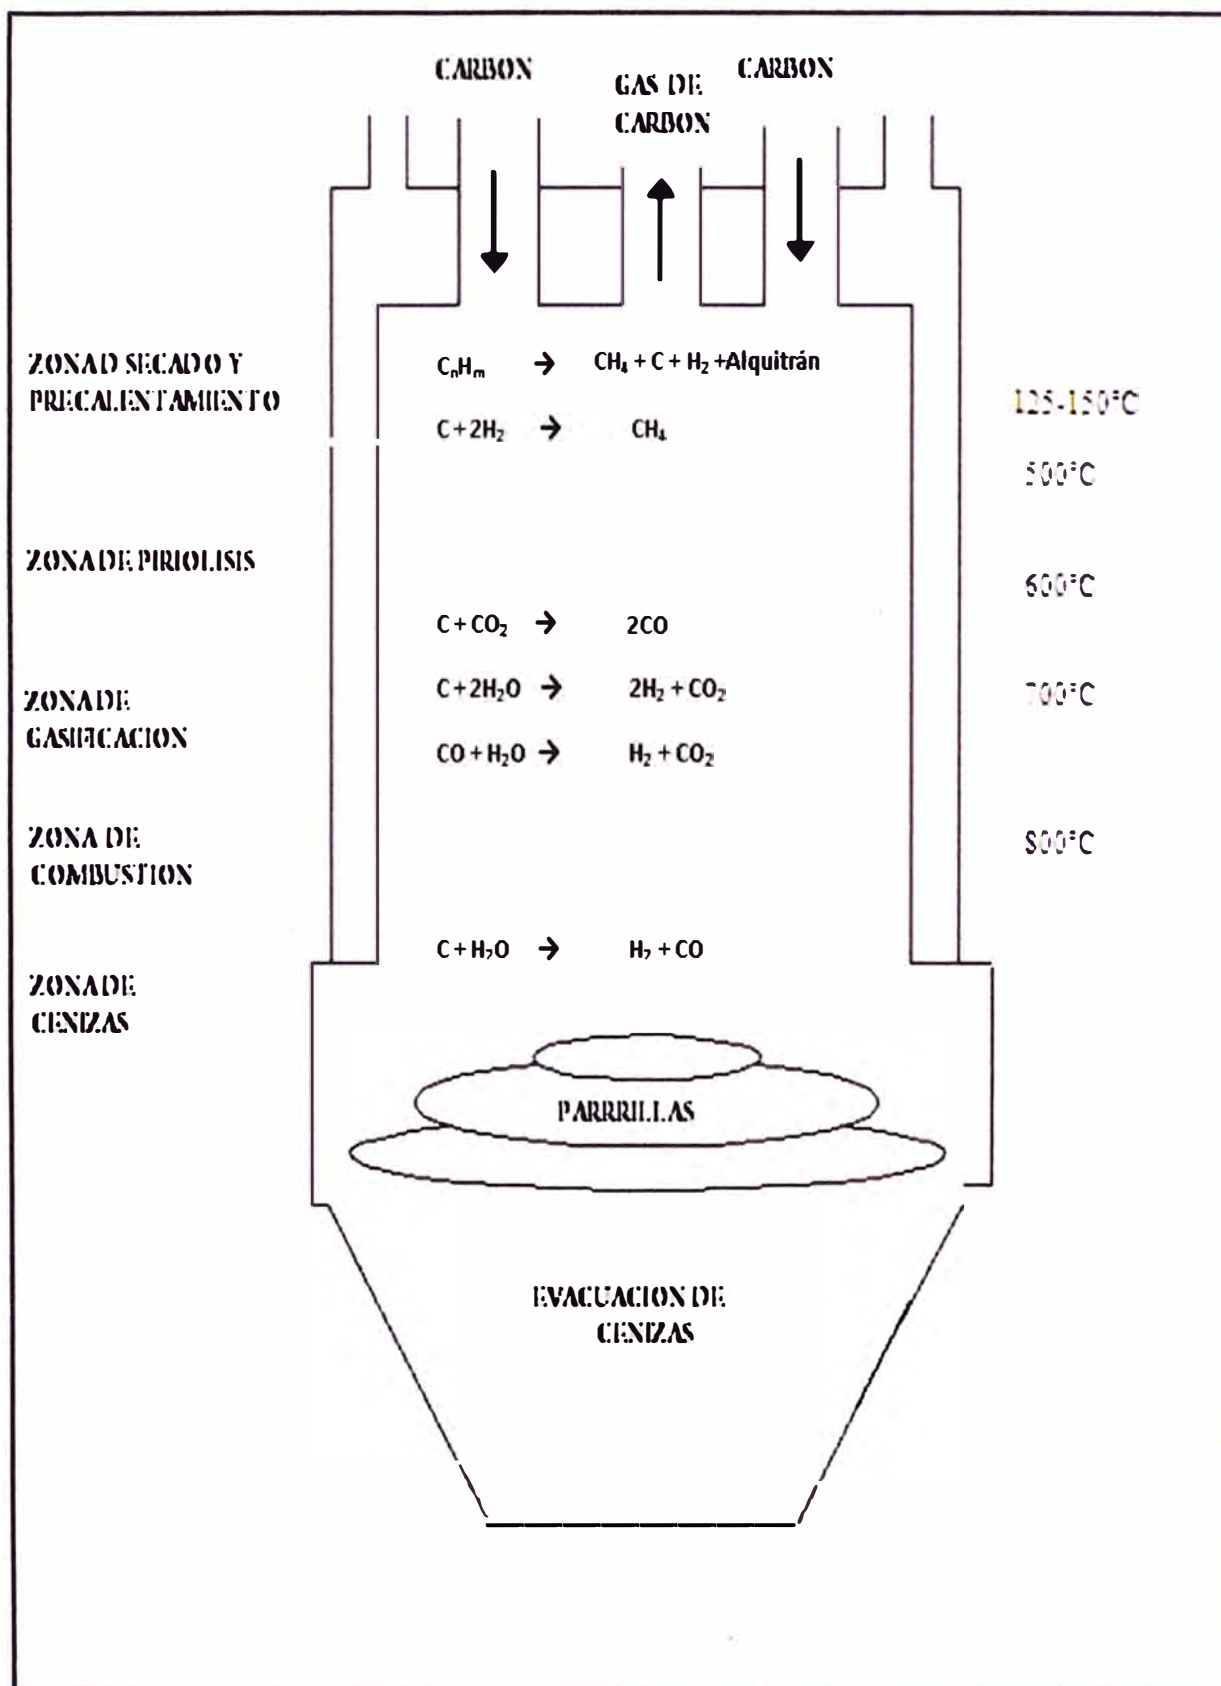 CARBON
GAS DE
CARBON
CARBON
ZONA D SECADO Y
PRECALENTAMIENTO
CₙHₘ → CH₄ + C + H₂ +Alquitrán
125-150°C
C + 2H₂ → CH₄
500°C
ZONA DE PIRIOLISIS
600°C
C + CO₂ → 2CO
ZONA DE
GASIFICACION
C + 2H₂O → 2H₂ + CO₂
700°C
CO + H₂O → H₂ + CO₂
ZONA DE
COMBUSTION
800°C
C + H₂O → H₂ + CO
ZONA DE
CENIZAS
PARRRILLAS
EVACUACION DE
CENIZAS